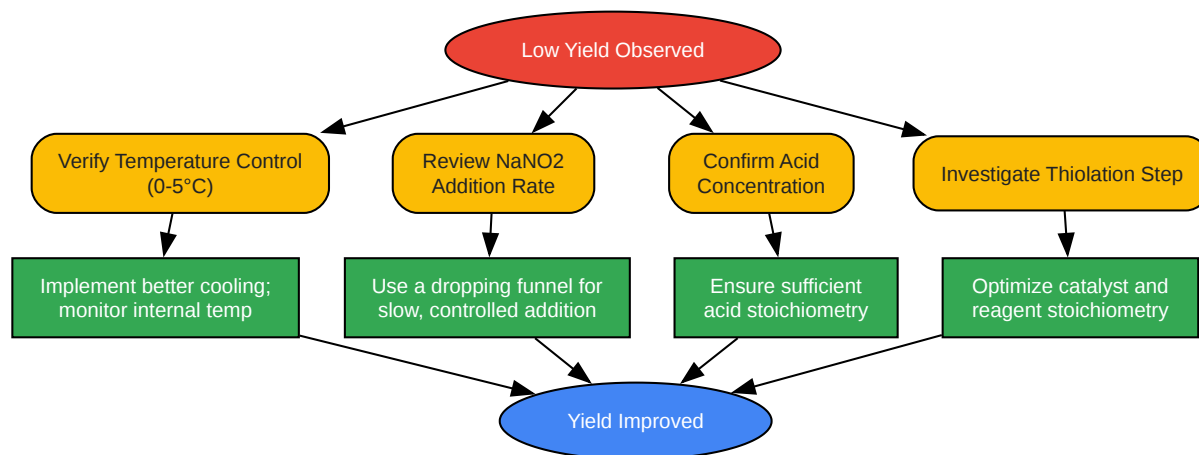 Low Yield Observed
Verify Temperature Control
(0-5°C)
Review NaNO2
Addition Rate
Confirm Acid
Concentration
Investigate Thiolation Step
Implement better cooling;
monitor internal temp
Use a dropping funnel for
slow, controlled addition
Ensure sufficient
acid stoichiometry
Optimize catalyst and
reagent stoichiometry
Yield Improved